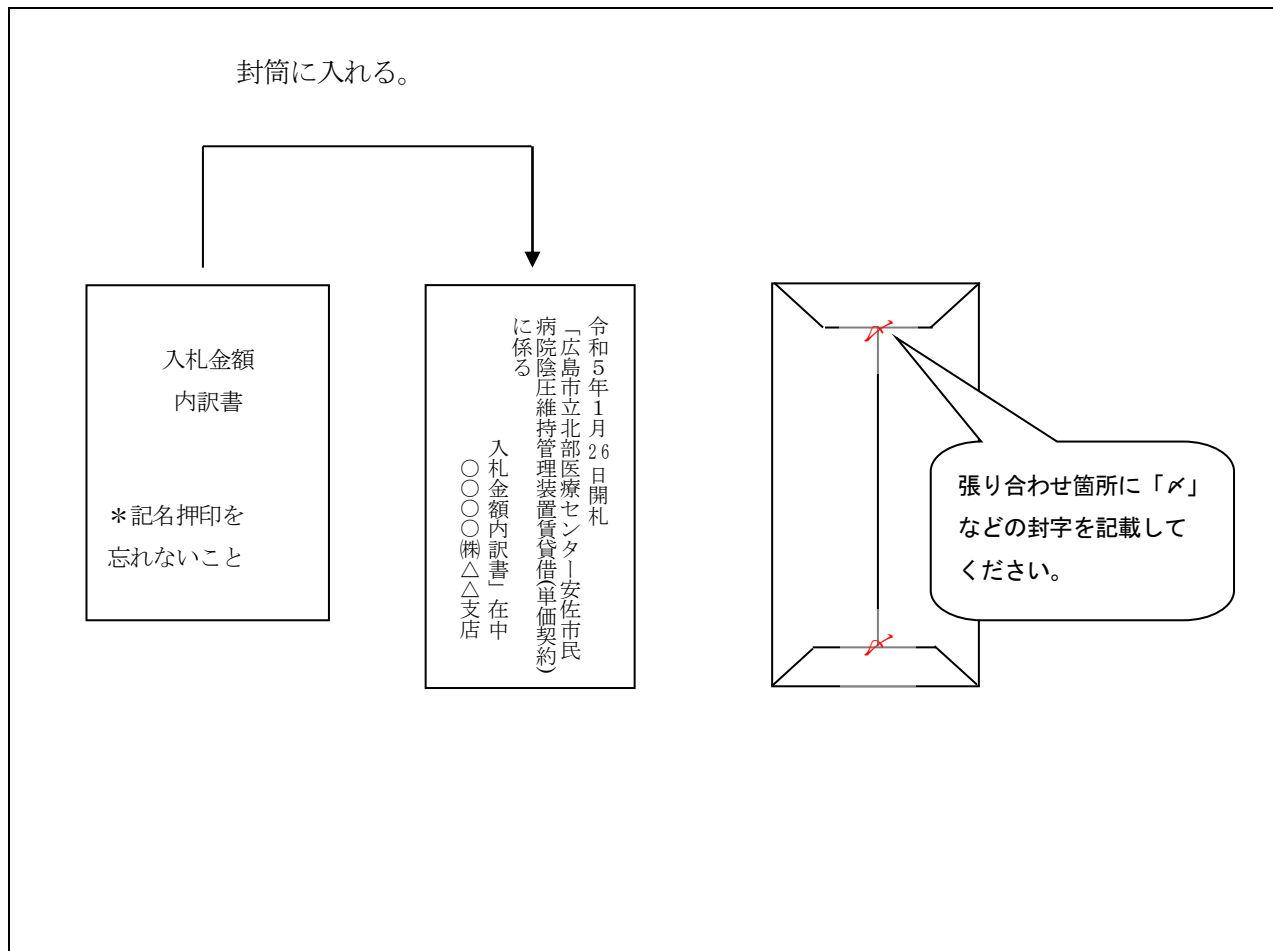 封筒に入れる。
入札金額
内訳書
＊記名押印を
忘れないこと
令和５年１月26日開札
「広島市立北部医療センター安佐市民
病院陰圧維持管理装置賃貸借(単価契約)
に係る
入札金額内訳書」在中
○○○○㈱△△支店
〆
〆
張り合わせ箇所に「〆」
などの封字を記載して
ください。